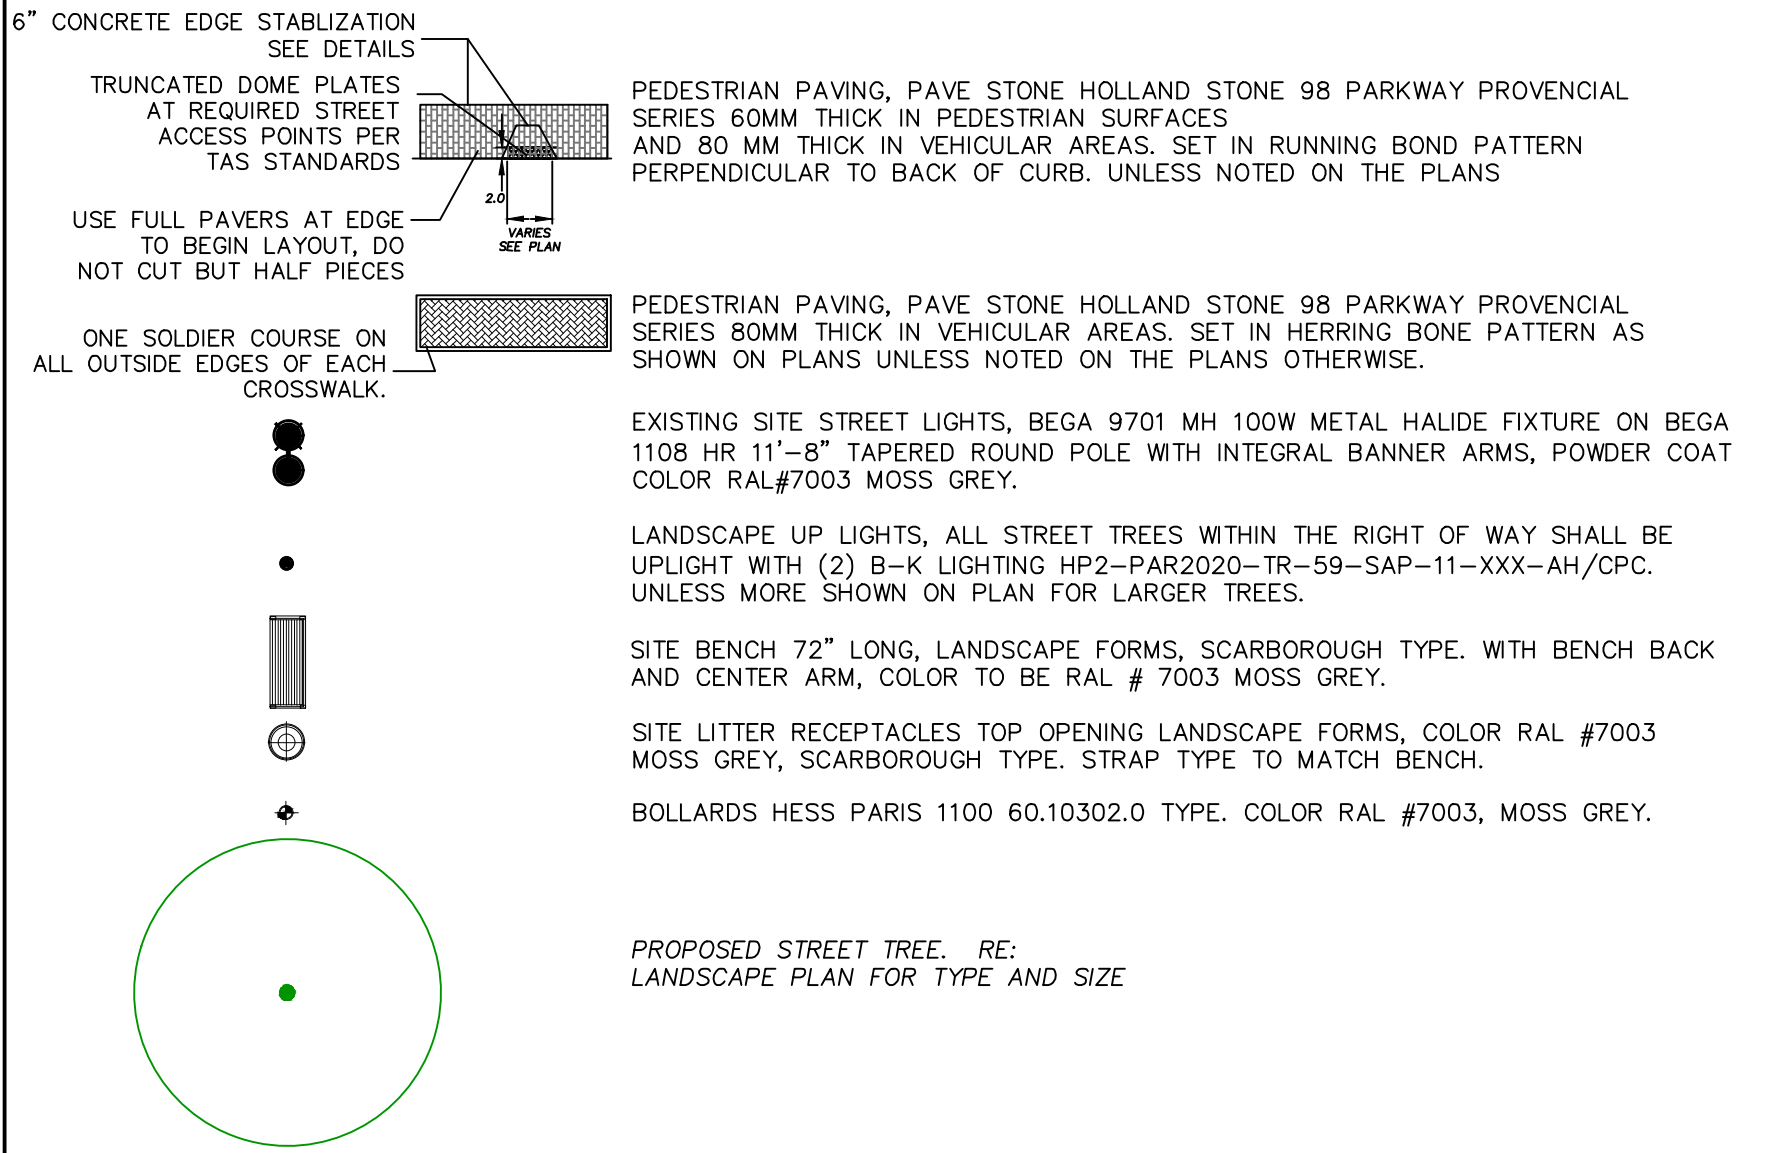 6” CONCRETE EDGE STABLIZATION
SEE DETAILS
TRUNCATED DOME PLATES
AT REQUIRED STREET
ACCESS POINTS PER
TAS STANDARDS
2.0
VARIES
SEE PLAN
USE FULL PAVERS AT EDGE
TO BEGIN LAYOUT, DO
NOT CUT BUT HALF PIECES
PEDESTRIAN PAVING, PAVE STONE HOLLAND STONE 98 PARKWAY PROVENCIAL
SERIES 60MM THICK IN PEDESTRIAN SURFACES
AND 80 MM THICK IN VEHICULAR AREAS. SET IN RUNNING BOND PATTERN
PERPENDICULAR TO BACK OF CURB. UNLESS NOTED ON THE PLANS
ONE SOLDIER COURSE ON
ALL OUTSIDE EDGES OF EACH
CROSSWALK.
PEDESTRIAN PAVING, PAVE STONE HOLLAND STONE 98 PARKWAY PROVENCIAL
SERIES 80MM THICK IN VEHICULAR AREAS. SET IN HERRING BONE PATTERN AS
SHOWN ON PLANS UNLESS NOTED ON THE PLANS OTHERWISE.
EXISTING SITE STREET LIGHTS, BEGA 9701 MH 100W METAL HALIDE FIXTURE ON BEGA
1108 HR 11’-8” TAPERED ROUND POLE WITH INTEGRAL BANNER ARMS, POWDER COAT
COLOR RAL#7003 MOSS GREY.
LANDSCAPE UP LIGHTS, ALL STREET TREES WITHIN THE RIGHT OF WAY SHALL BE
UPLIGHT WITH (2) B-K LIGHTING HP2-PAR2020-TR-59-SAP-11-XXX-AH/CPC.
UNLESS MORE SHOWN ON PLAN FOR LARGER TREES.
SITE BENCH 72” LONG, LANDSCAPE FORMS, SCARBOROUGH TYPE. WITH BENCH BACK
AND CENTER ARM, COLOR TO BE RAL # 7003 MOSS GREY.
SITE LITTER RECEPTACLES TOP OPENING LANDSCAPE FORMS, COLOR RAL #7003
MOSS GREY, SCARBOROUGH TYPE. STRAP TYPE TO MATCH BENCH.
BOLLARDS HESS PARIS 1100 60.10302.0 TYPE. COLOR RAL #7003, MOSS GREY.
PROPOSED STREET TREE. RE:
LANDSCAPE PLAN FOR TYPE AND SIZE